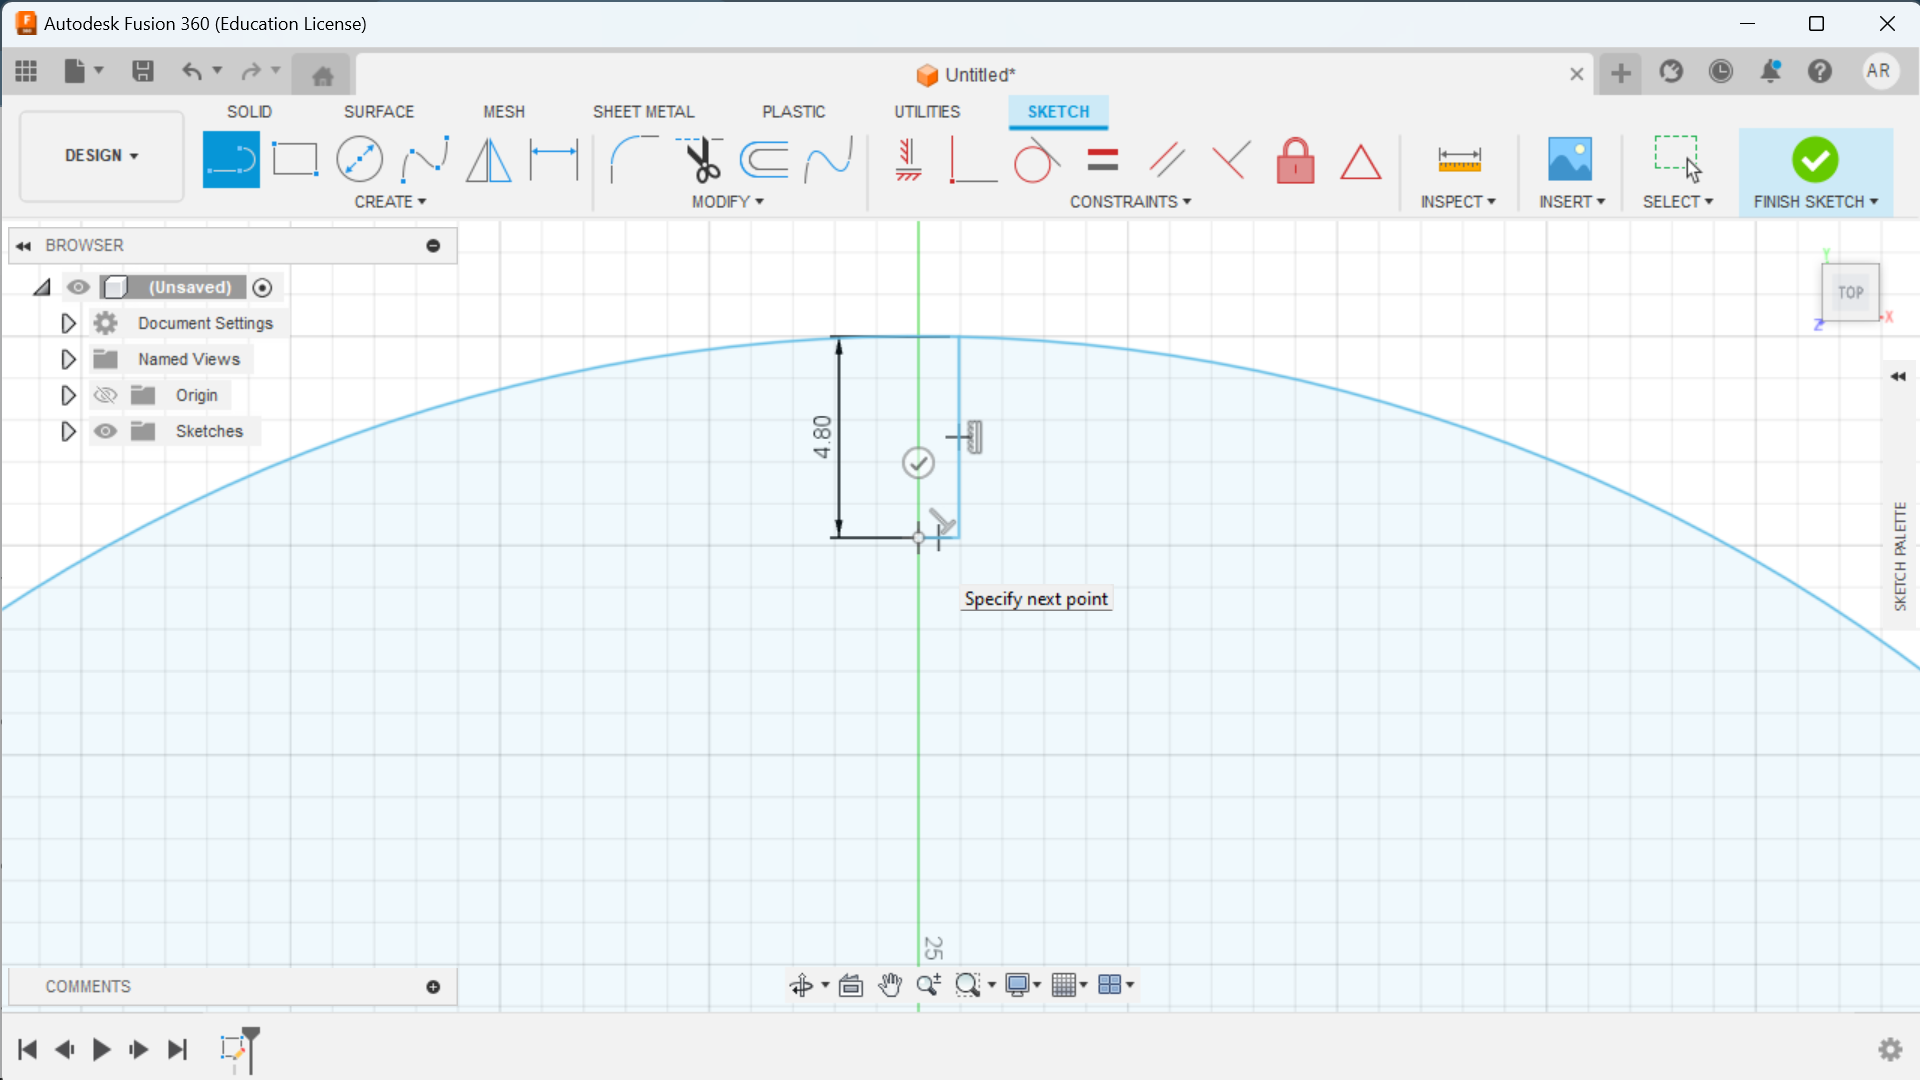 Autodesk Fusion 360 (Education License)
Untitled*
AR
SOLID
SURFACE
MESH
SHEET METAL
PLASTIC
UTILITIES
SKETCH
DESIGN
CREATE
MODIFY
CONSTRAINTS
INSPECT
INSERT
SELECT
FINISH SKETCH
BROWSER
(Unsaved)
Document Settings
Named Views
Origin
Sketches
Y
TOP
X
Z
4.80
Specify next point
SKETCH PALETTE
25
COMMENTS